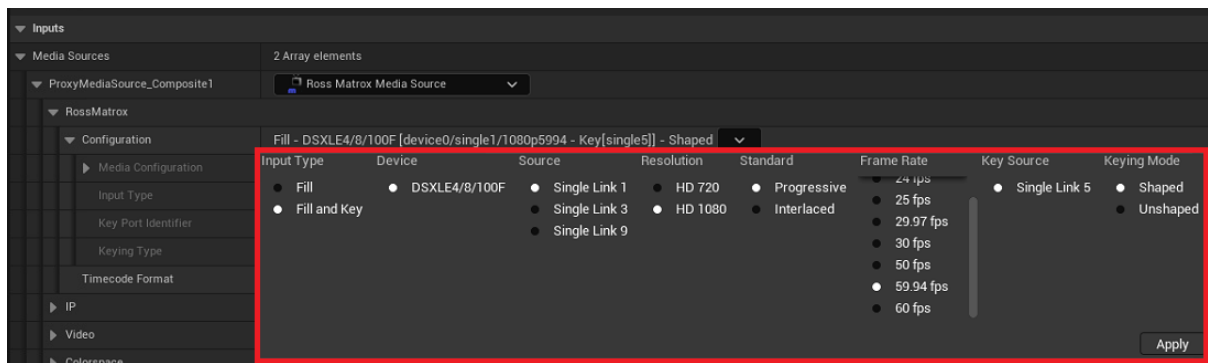 Inputs
Media Sources 2 Array elements
ProxyMediaSource_Composite1 Ross Matrox Media Source
RossMatrox
Configuration Fill - DSXLE4/8/100F [device0/single1/1080p5994 - Key[single5]] - Shaped
Input Type Device Source Resolution Standard Frame Rate Key Source Keying Mode
Media Configuration
Input Type
Key Port Identifier
Keying Type
Timecode Format
IP
Video
Colorspace
Fill
Fill and Key
DSXLE4/8/100F
Single Link 1
Single Link 3
Single Link 9
HD 720
HD 1080
Progressive
Interlaced
24 fps
25 fps
29.97 fps
30 fps
50 fps
59.94 fps
60 fps
Single Link 5
Shaped
Unshaped
Apply